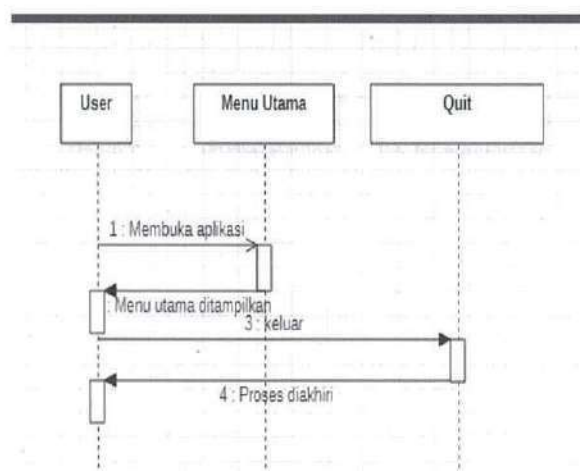 User
Menu Utama
Quit
1 : Membuka aplikasi
: Menu utama ditampilkan
3 : keluar
4 : Proses diakhiri